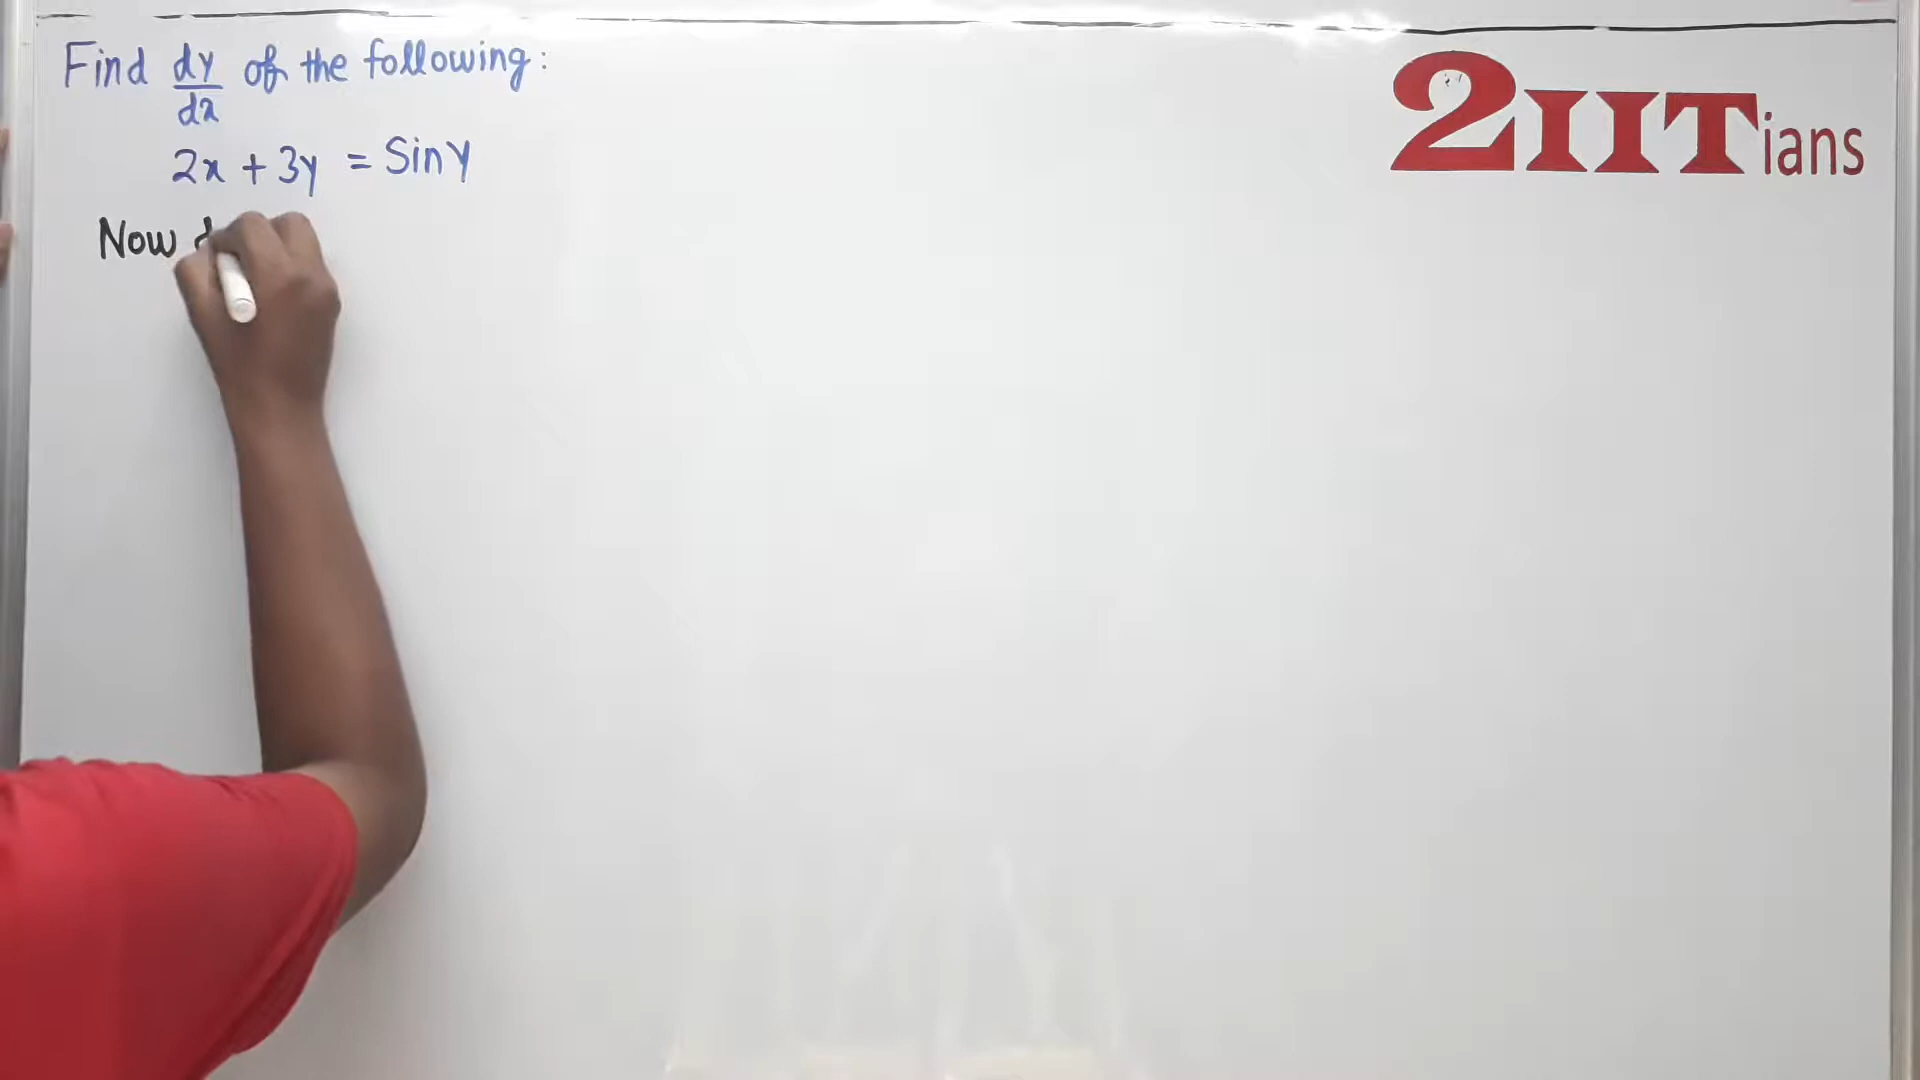 Find dy/dx of the following:
2x + 3y = Sin y
Now
2IITians